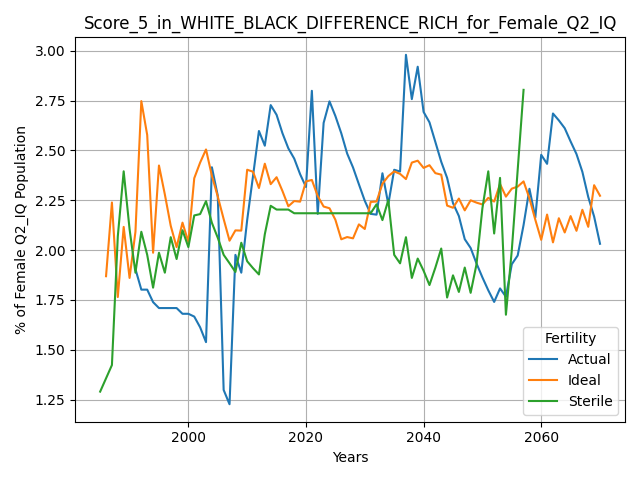 Score_5_in_WHITE_BLACK_DIFFERENCE_RICH_for_Female_Q2_IQ
% of Female Q2_IQ Population
3.00
2.75
2.50
2.25
2.00
1.75
1.50
1.25
Fertility
Actual
Ideal
Sterile
2000
2020
2040
2060
Years